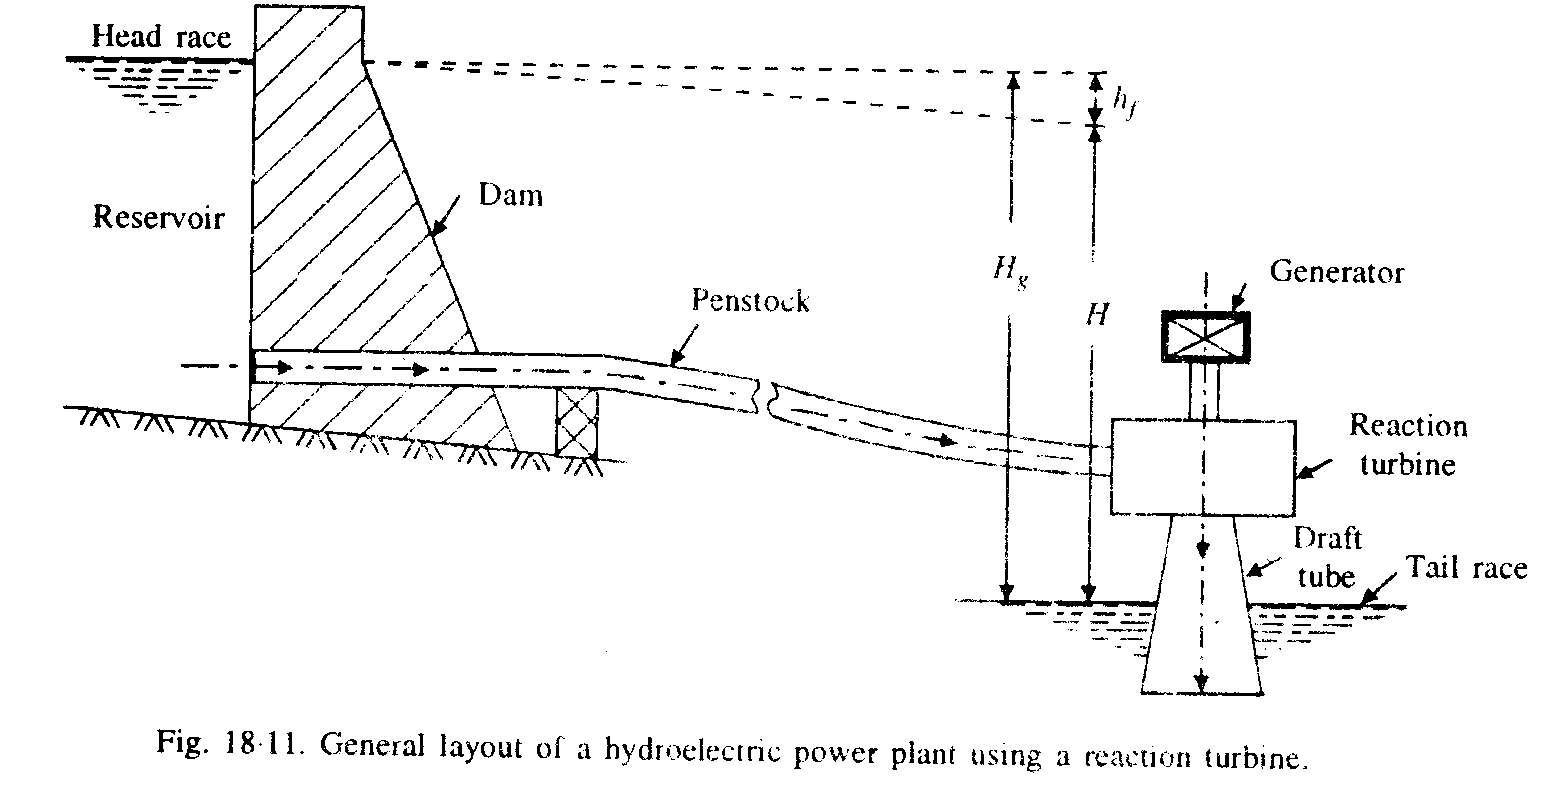 Head race
Reservoir
Dam
Penstock
h_f
H_g
H
Generator
Reaction
turbine
Draft
tube
Tail race
Fig. 18·11. General layout of a hydroelectric power plant using a reaction turbine.